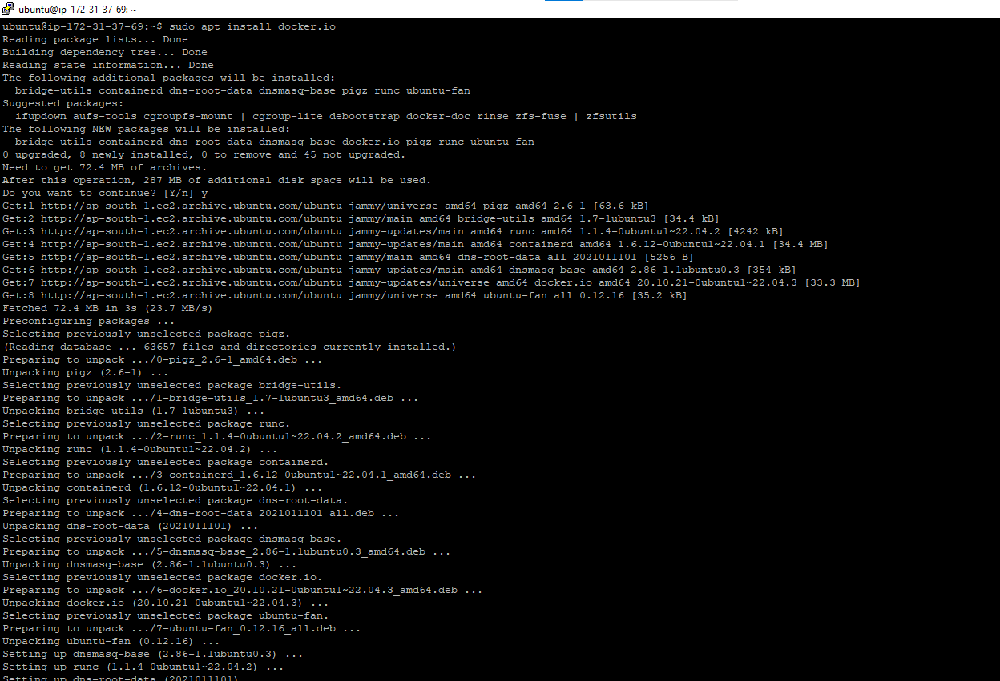 ubuntu@ip-172-31-37-69: ~
ubuntu@ip-172-31-37-69:~$ sudo apt install docker.io
Reading package lists... Done
Building dependency tree... Done
Reading state information... Done
The following additional packages will be installed:
  bridge-utils containerd dns-root-data dnsmasq-base pigz runc ubuntu-fan
Suggested packages:
  ifupdown aufs-tools cgroupfs-mount | cgroup-lite debootstrap docker-doc rinse zfs-fuse | zfsutils
The following NEW packages will be installed:
  bridge-utils containerd dns-root-data dnsmasq-base docker.io pigz runc ubuntu-fan
0 upgraded, 8 newly installed, 0 to remove and 45 not upgraded.
Need to get 72.4 MB of archives.
After this operation, 287 MB of additional disk space will be used.
Do you want to continue? [Y/n] y
Get:1 http://ap-south-1.ec2.archive.ubuntu.com/ubuntu jammy/universe amd64 pigz amd64 2.6-1 [63.6 kB]
Get:2 http://ap-south-1.ec2.archive.ubuntu.com/ubuntu jammy/main amd64 bridge-utils amd64 1.7-1ubuntu3 [34.4 kB]
Get:3 http://ap-south-1.ec2.archive.ubuntu.com/ubuntu jammy-updates/main amd64 runc amd64 1.1.4-0ubuntu1~22.04.2 [4242 kB]
Get:4 http://ap-south-1.ec2.archive.ubuntu.com/ubuntu jammy-updates/main amd64 containerd amd64 1.6.12-0ubuntu1~22.04.1 [34.4 MB]
Get:5 http://ap-south-1.ec2.archive.ubuntu.com/ubuntu jammy/main amd64 dns-root-data all 2021011101 [5256 B]
Get:6 http://ap-south-1.ec2.archive.ubuntu.com/ubuntu jammy-updates/main amd64 dnsmasq-base amd64 2.86-1.1ubuntu0.3 [354 kB]
Get:7 http://ap-south-1.ec2.archive.ubuntu.com/ubuntu jammy-updates/universe amd64 docker.io amd64 20.10.21-0ubuntu1~22.04.3 [33.3 MB]
Get:8 http://ap-south-1.ec2.archive.ubuntu.com/ubuntu jammy/universe amd64 ubuntu-fan all 0.12.16 [35.2 kB]
Fetched 72.4 MB in 3s (23.7 MB/s)
Preconfiguring packages ...
Selecting previously unselected package pigz.
(Reading database ... 63657 files and directories currently installed.)
Preparing to unpack .../0-pigz_2.6-1_amd64.deb ...
Unpacking pigz (2.6-1) ...
Selecting previously unselected package bridge-utils.
Preparing to unpack .../1-bridge-utils_1.7-1ubuntu3_amd64.deb ...
Unpacking bridge-utils (1.7-1ubuntu3) ...
Selecting previously unselected package runc.
Preparing to unpack .../2-runc_1.1.4-0ubuntu1~22.04.2_amd64.deb ...
Unpacking runc (1.1.4-0ubuntu1~22.04.2) ...
Selecting previously unselected package containerd.
Preparing to unpack .../3-containerd_1.6.12-0ubuntu1~22.04.1_amd64.deb ...
Unpacking containerd (1.6.12-0ubuntu1~22.04.1) ...
Selecting previously unselected package dns-root-data.
Preparing to unpack .../4-dns-root-data_2021011101_all.deb ...
Unpacking dns-root-data (2021011101) ...
Selecting previously unselected package dnsmasq-base.
Preparing to unpack .../5-dnsmasq-base_2.86-1.1ubuntu0.3_amd64.deb ...
Unpacking dnsmasq-base (2.86-1.1ubuntu0.3) ...
Selecting previously unselected package docker.io.
Preparing to unpack .../6-docker.io_20.10.21-0ubuntu1~22.04.3_amd64.deb ...
Unpacking docker.io (20.10.21-0ubuntu1~22.04.3) ...
Selecting previously unselected package ubuntu-fan.
Preparing to unpack .../7-ubuntu-fan_0.12.16_all.deb ...
Unpacking ubuntu-fan (0.12.16) ...
Setting up dnsmasq-base (2.86-1.1ubuntu0.3) ...
Setting up runc (1.1.4-0ubuntu1~22.04.2) ...
Setting up dns-root-data (2021011101)